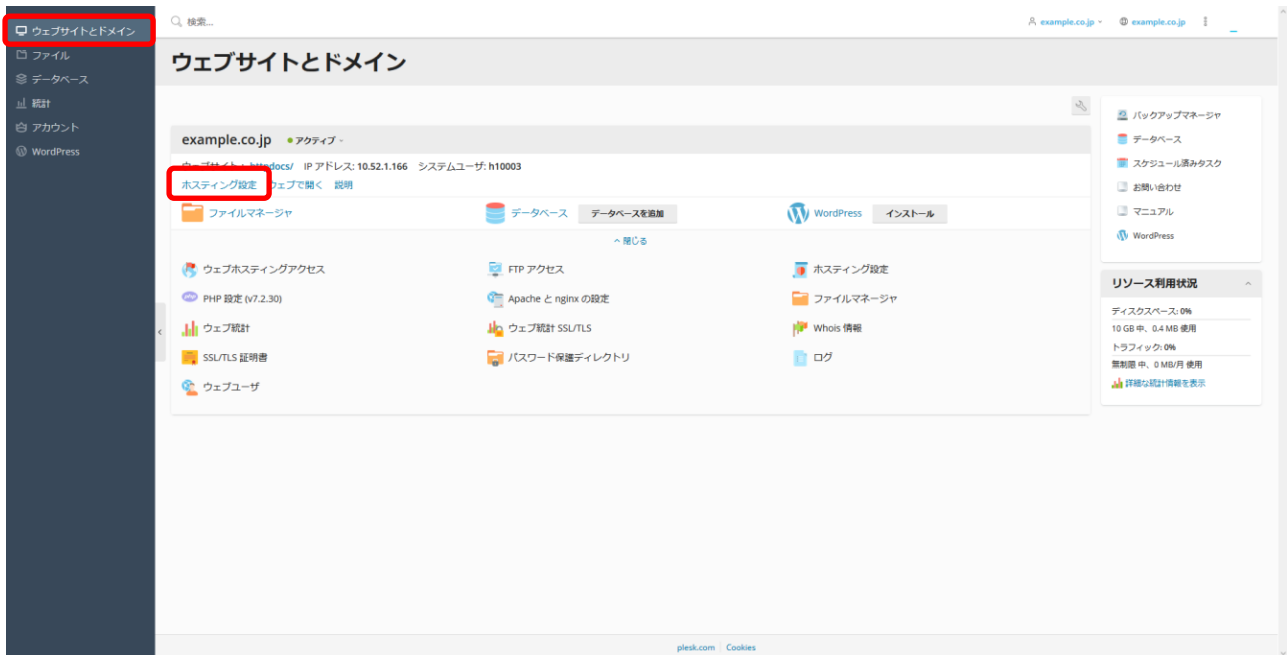 ウェブサイトとドメイン
ファイル
データベース
統計
アカウント
WordPress
検索...
example.co.jp
example.co.jp
ウェブサイトとドメイン
example.co.jp アクティブ
ウェブサイト: httpdocs/ IP アドレス: 10.52.1.166 システムユーザ: h10003
ホスティング設定 ウェブで開く 説明
ファイルマネージャ データベース データベースを追加 WordPress インストール
閉じる
ウェブホスティングアクセス FTP アクセス ホスティング設定
PHP 設定 (v7.2.30) Apache と nginx の設定 ファイルマネージャ
ウェブ統計 ウェブ統計 SSL/TLS Whois 情報
SSL/TLS 証明書 パスワード保護ディレクトリ ログ
ウェブユーザ
バックアップマネージャ
データベース
スケジュール済みタスク
お問い合わせ
マニュアル
WordPress
リソース利用状況
ディスクスペース: 0%
10 GB 中、0.4 MB 使用
トラフィック: 0%
無制限 中、0 MB/月 使用
詳細な統計情報を表示
plesk.com Cookies